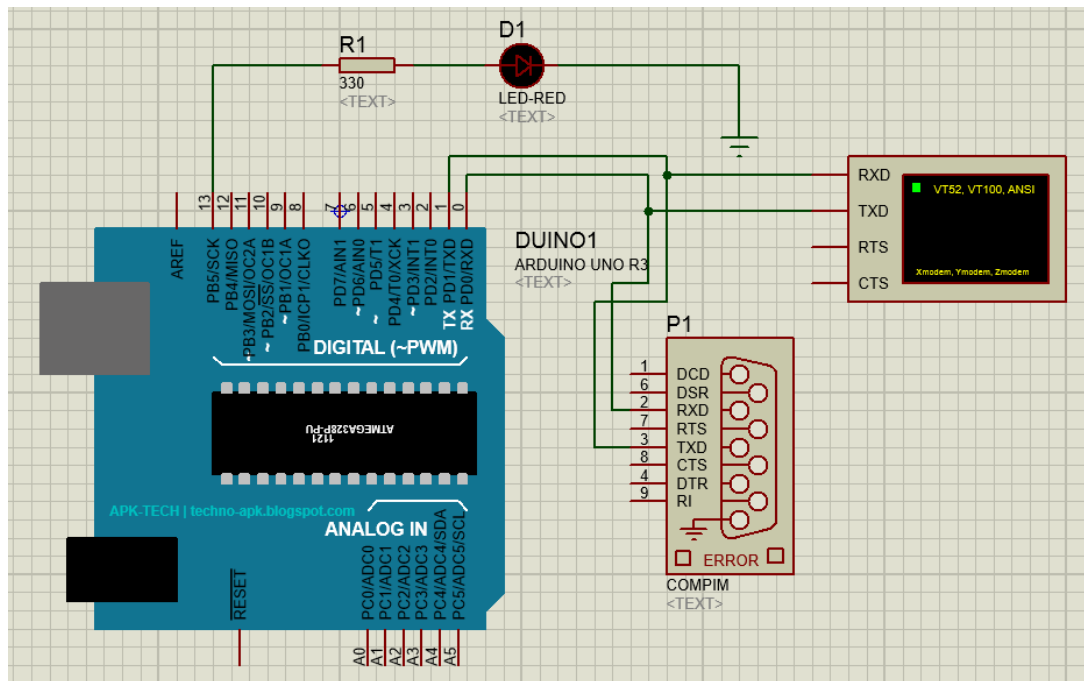 R1
330
<TEXT>
D1
LED-RED
<TEXT>
RXD
TXD
RTS
CTS
VT52, VT100, ANSI
Xmodem, Ymodem, Zmodem
13
12
11
10
9
8
7
6
5
4
3
2
1
0
AREF
PB5/SCK
PB4/MISO
~PB3/MOSI/OC2A
~PB2/SS/OC1B
~PB1/OC1A
PB0/ICP1/CLKO
PD7/AIN1
~PD6/AIN0
~PD5/T1
PD4/T0/XCK
~PD3/INT1
PD2/INT0
TX PD1/TXD
RX PD0/RXD
DIGITAL (~PWM)
DUINO1
ARDUINO UNO R3
<TEXT>
1121
ATMEGA328P-PU
APK-TECH | techno-apk.blogspot.com
ANALOG IN
RESET
PC0/ADC0
PC1/ADC1
PC2/ADC2
PC3/ADC3
PC4/ADC4/SDA
PC5/ADC5/SCL
A0
A1
A2
A3
A4
A5
P1
1 DCD
6 DSR
2 RXD
7 RTS
3 TXD
8 CTS
4 DTR
9 RI
ERROR
COMPIM
<TEXT>